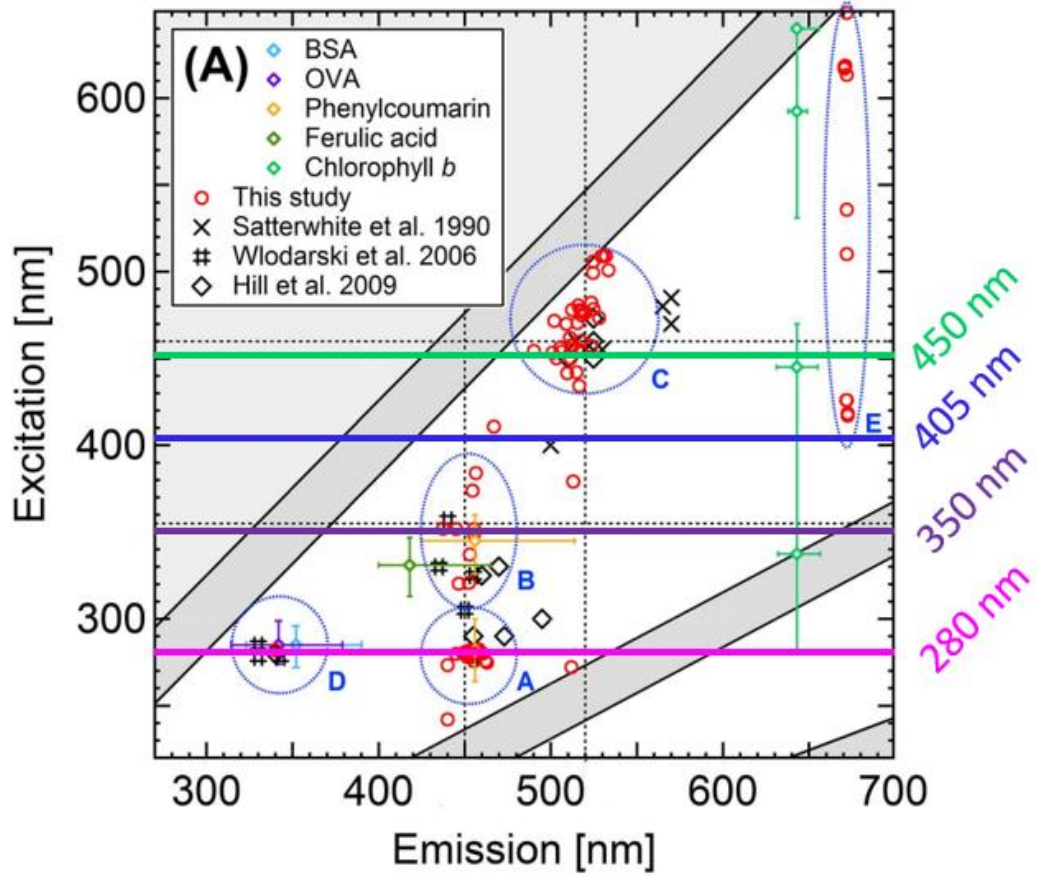 (A)
BSA
OVA
Phenylcoumarin
Ferulic acid
Chlorophyll b
This study
Satterwhite et al. 1990
Wlodarski et al. 2006
Hill et al. 2009
Excitation [nm]
600
500
400
300
C
E
B
D
A
450 nm
405 nm
350 nm
280 nm
300 400 500 600 700
Emission [nm]